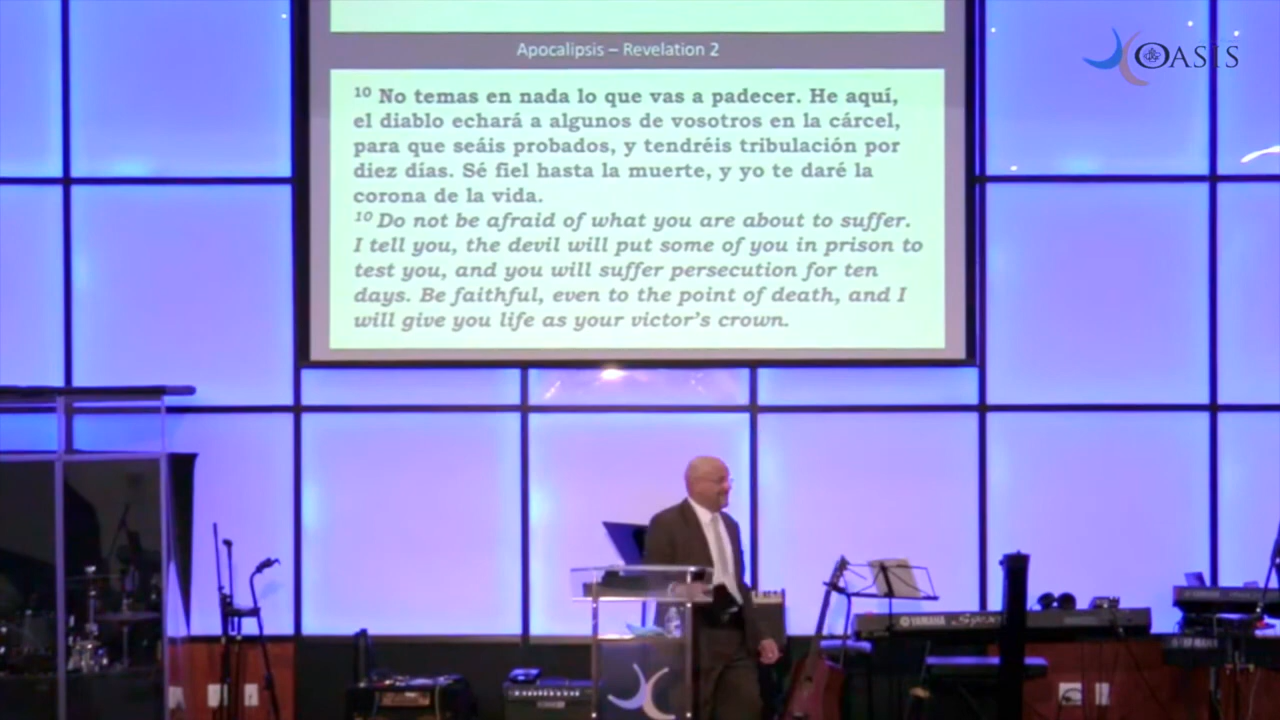 Apocalipsis – Revelation 2
OASIS
¹⁰ No temas en nada lo que vas a padecer. He aquí,
el diablo echará a algunos de vosotros en la cárcel,
para que seáis probados, y tendréis tribulación por
diez días. Sé fiel hasta la muerte, y yo te daré la
corona de la vida.
¹⁰ Do not be afraid of what you are about to suffer.
I tell you, the devil will put some of you in prison to
test you, and you will suffer persecution for ten
days. Be faithful, even to the point of death, and I
will give you life as your victor's crown.
YAMAHA